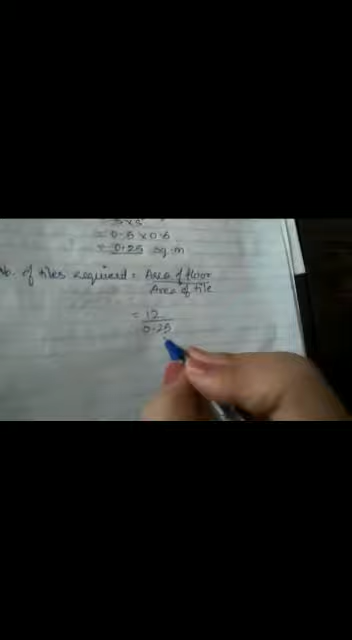 = 0.5 x 0.5
= 0.25 sq.m
No. of tiles required = Area of floor
Area of tile
= 12
0.25